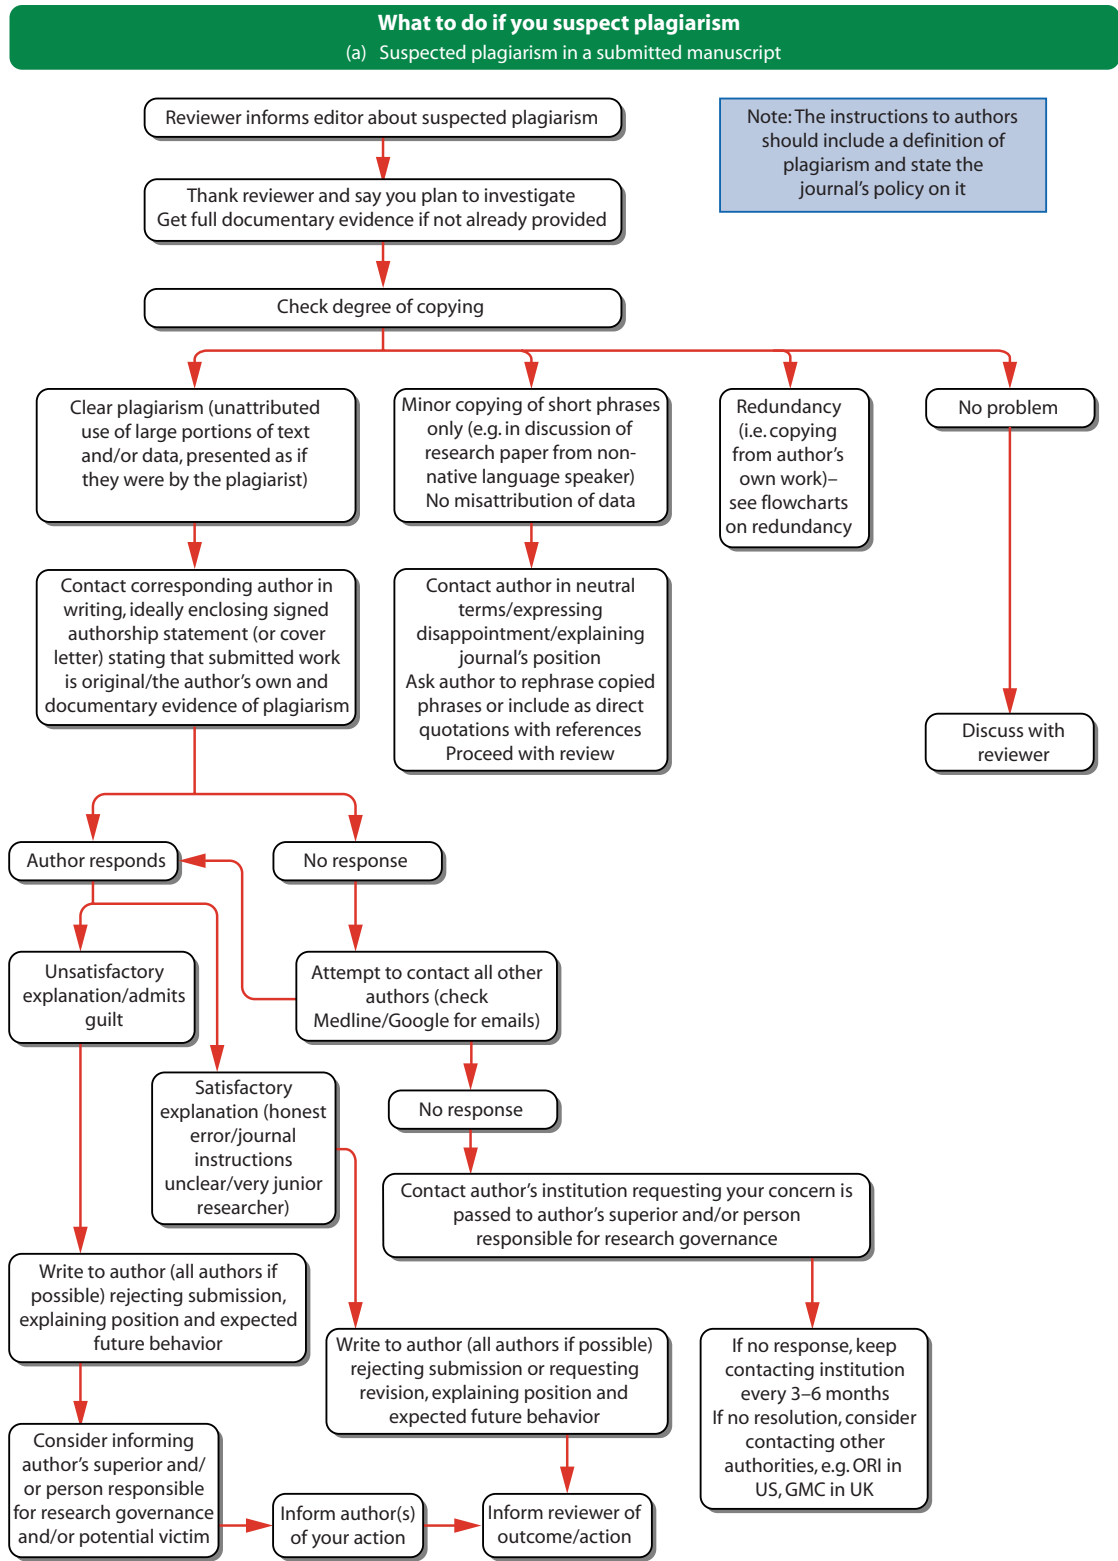 What to do if you suspect plagiarism
(a) Suspected plagiarism in a submitted manuscript
Reviewer informs editor about suspected plagiarism
Note: The instructions to authors
should include a definition of
plagiarism and state the
journal's policy on it
Thank reviewer and say you plan to investigate
Get full documentary evidence if not already provided
Check degree of copying
Clear plagiarism (unattributed
use of large portions of text
and/or data, presented as if
they were by the plagiarist)
Minor copying of short phrases
only (e.g. in discussion of
research paper from non-
native language speaker)
No misattribution of data
Redundancy
(i.e. copying
from author's
own work)–
see flowcharts
on redundancy
No problem
Contact corresponding author in
writing, ideally enclosing signed
authorship statement (or cover
letter) stating that submitted work
is original/the author's own and
documentary evidence of plagiarism
Contact author in neutral
terms/expressing
disappointment/explaining
journal's position
Ask author to rephrase copied
phrases or include as direct
quotations with references
Proceed with review
Discuss with
reviewer
Author responds
No response
Unsatisfactory
explanation/admits
guilt
Attempt to contact all other
authors (check
Medline/Google for emails)
Satisfactory
explanation (honest
error/journal
instructions
unclear/very junior
researcher)
No response
Contact author's institution requesting your concern is
passed to author's superior and/or person
responsible for research governance
Write to author (all authors if
possible) rejecting submission,
explaining position and expected
future behavior
Write to author (all authors if possible)
rejecting submission or requesting
revision, explaining position and
expected future behavior
If no response, keep
contacting institution
every 3–6 months
If no resolution, consider
contacting other
authorities, e.g. ORI in
US, GMC in UK
Consider informing
author's superior and/
or person responsible
for research governance
and/or potential victim
Inform author(s)
of your action
Inform reviewer of
outcome/action